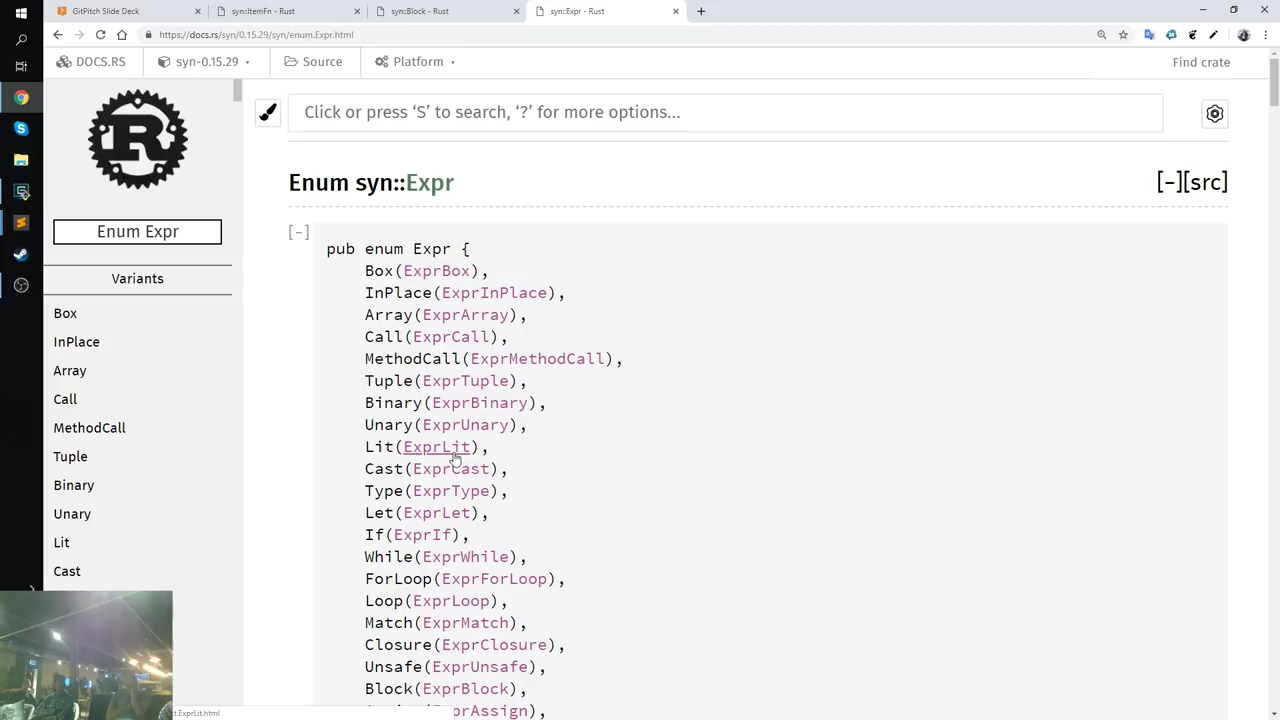 GitPitch Slide Deck
syn::ItemFn - Rust
syn::Block - Rust
syn::Expr - Rust
https://docs.rs/syn/0.15.29/syn/enum.Expr.html
DOCS.RS
syn-0.15.29
Source
Platform
Find crate
Click or press ‘S’ to search, ‘?’ for more options...
R
Enum syn::Expr
[-][src]
Enum Expr
Variants
Box
InPlace
Array
Call
MethodCall
Tuple
Binary
Unary
Lit
Cast
[-]
pub enum Expr {
Box(ExprBox),
InPlace(ExprInPlace),
Array(ExprArray),
Call(ExprCall),
MethodCall(ExprMethodCall),
Tuple(ExprTuple),
Binary(ExprBinary),
Unary(ExprUnary),
Lit(ExprLit),
Cast(ExprCast),
Type(ExprType),
Let(ExprLet),
If(ExprIf),
While(ExprWhile),
ForLoop(ExprForLoop),
Loop(ExprLoop),
Match(ExprMatch),
Closure(ExprClosure),
Unsafe(ExprUnsafe),
Block(ExprBlock),
t.ExprLit.html